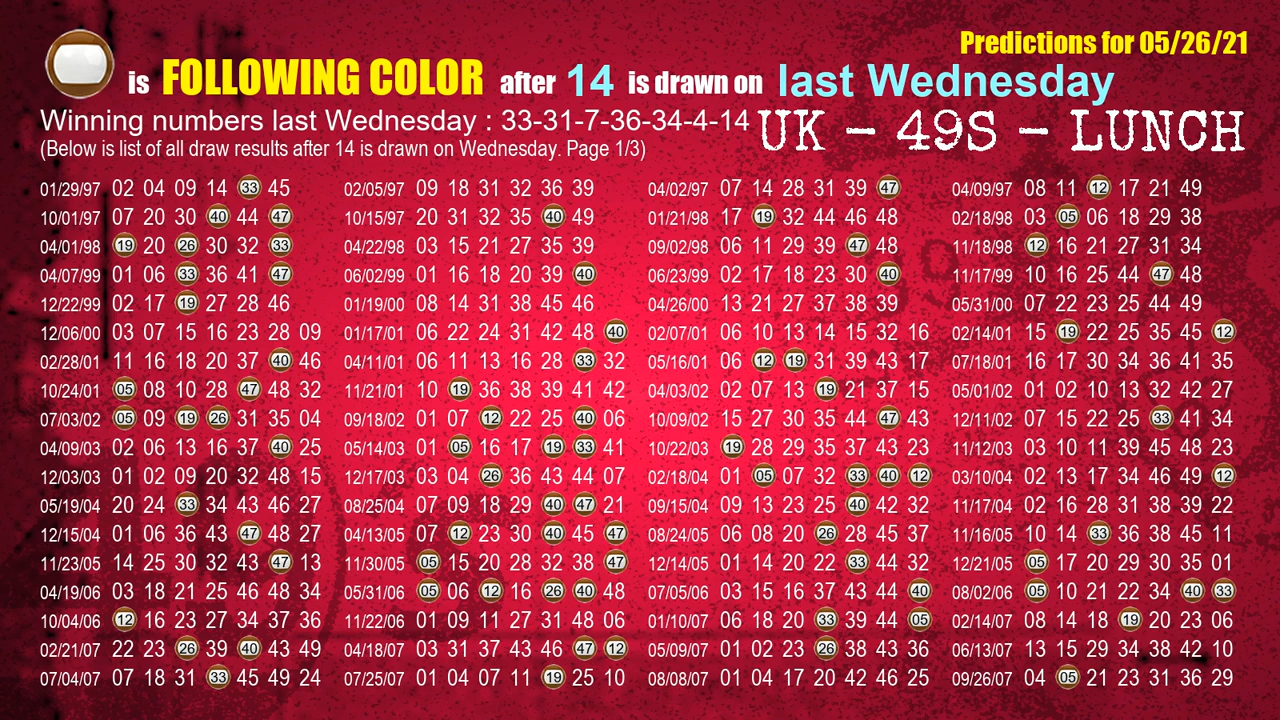 Predictions for 05/26/21
is FOLLOWING COLOR after 14 is drawn on last Wednesday
Winning numbers last Wednesday : 33-31-7-36-34-4-14
UK - 49S - LUNCH
(Below is list of all draw results after 14 is drawn on Wednesday. Page 1/3)
01/29/97 02 04 09 14 33 45 02/05/97 09 18 31 32 36 39 04/02/97 07 14 28 31 39 47 04/09/97 08 11 12 17 21 49
10/01/97 07 20 30 40 44 47 10/15/97 20 31 32 35 40 49 01/21/98 17 19 32 44 46 48 02/18/98 03 05 06 18 29 38
04/01/98 19 20 26 30 32 33 04/22/98 03 15 21 27 35 39 09/02/98 06 11 29 39 47 48 11/18/98 12 16 21 27 31 34
04/07/99 01 06 33 36 41 47 06/02/99 01 16 18 20 39 40 06/23/99 02 17 18 23 30 40 11/17/99 10 16 25 44 47 48
12/22/99 02 17 19 27 28 46 01/19/00 08 14 31 38 45 46 04/26/00 13 21 27 37 38 39 05/31/00 07 22 23 25 44 49
12/06/00 03 07 15 16 23 28 09 01/17/01 06 22 24 31 42 48 40 02/07/01 06 10 13 14 15 32 16 02/14/01 15 19 22 25 35 45 12
02/28/01 11 16 18 20 37 40 46 04/11/01 06 11 13 16 28 33 32 05/16/01 06 12 19 31 39 43 17 07/18/01 16 17 30 34 36 41 35
10/24/01 05 08 10 28 47 48 32 11/21/01 10 19 36 38 39 41 42 04/03/02 02 07 13 19 21 37 15 05/01/02 01 02 10 13 32 42 27
07/03/02 05 09 19 26 31 35 04 09/18/02 01 07 12 22 25 40 06 10/09/02 15 27 30 35 44 47 43 12/11/02 07 15 22 25 33 41 34
04/09/03 02 06 13 16 37 40 25 05/14/03 01 05 16 17 19 33 41 10/22/03 19 28 29 35 37 43 23 11/12/03 03 10 11 39 45 48 23
12/03/03 01 02 09 20 32 48 15 12/17/03 03 04 26 36 43 44 07 02/18/04 01 05 07 32 33 40 12 03/10/04 02 13 17 34 46 49 12
05/19/04 20 24 33 34 43 46 27 08/25/04 07 09 18 29 40 47 21 09/15/04 09 13 23 25 40 42 32 11/17/04 02 16 28 31 38 39 22
12/15/04 01 06 36 43 47 48 27 04/13/05 07 12 23 30 40 45 47 08/24/05 06 08 20 26 28 45 37 11/16/05 10 14 33 36 38 45 11
11/23/05 14 25 30 32 43 47 13 11/30/05 05 15 20 28 32 38 47 12/14/05 01 14 20 22 33 44 32 12/21/05 05 17 20 29 30 35 01
04/19/06 03 18 21 25 46 48 34 05/31/06 05 06 12 16 26 40 48 07/05/06 03 15 16 37 43 44 40 08/02/06 05 10 21 22 34 40 33
10/04/06 12 16 23 27 34 37 36 11/22/06 01 09 11 27 31 48 06 01/10/07 06 18 20 33 39 44 05 02/14/07 08 14 18 19 20 23 06
02/21/07 22 23 26 39 40 43 49 04/18/07 03 31 37 43 46 47 12 05/09/07 01 02 23 26 38 43 36 06/13/07 13 15 29 34 38 42 10
07/04/07 07 18 31 33 45 49 24 07/25/07 01 04 07 11 19 25 10 08/08/07 01 04 17 20 42 46 25 09/26/07 04 05 21 23 31 36 29